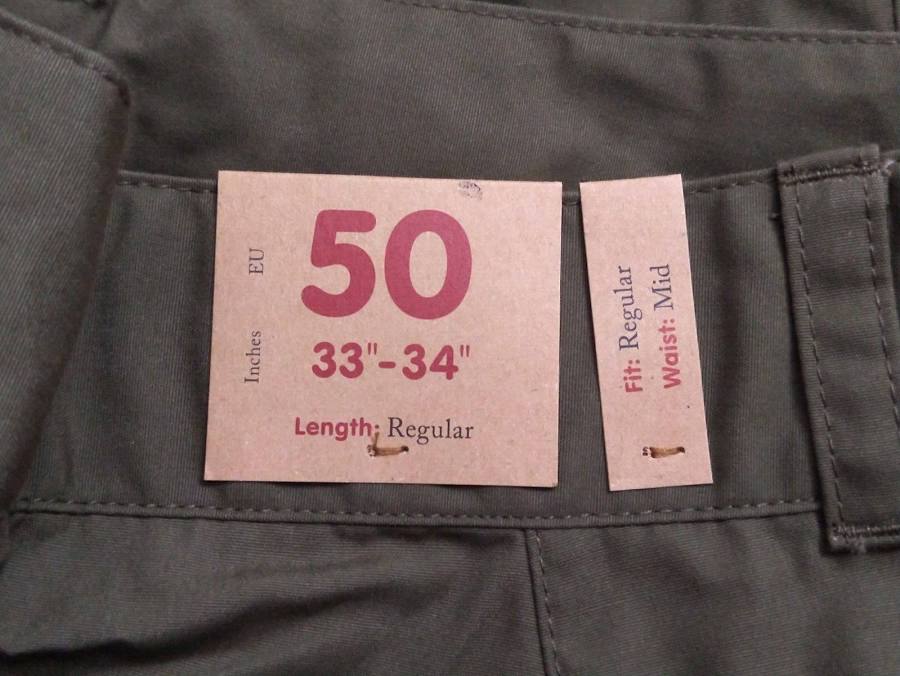 EU
50
Inches
33"-34"
Length: Regular
Fit: Regular
Waist: Mid